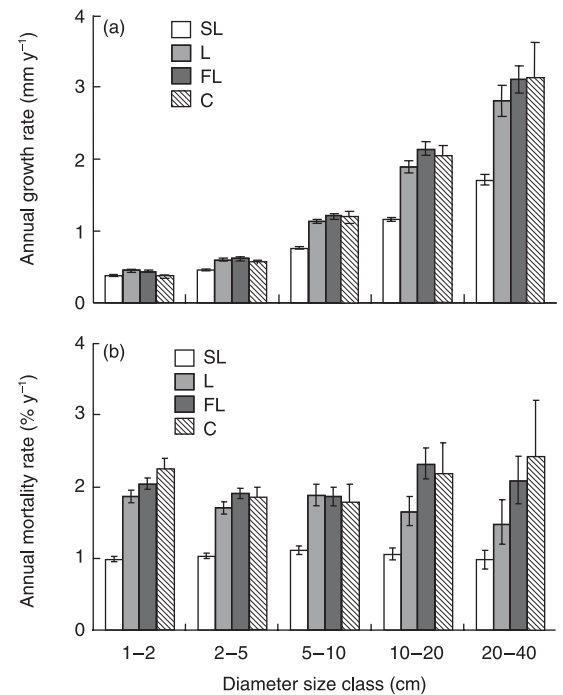 4
(a)
SL
L
FL
C
3
2
1
0
Annual growth rate (mm y⁻¹)
4
(b)
SL
L
FL
C
3
2
1
0
Annual mortality rate (% y⁻¹)
1–2 2–5 5–10 10–20 20–40
Diameter size class (cm)